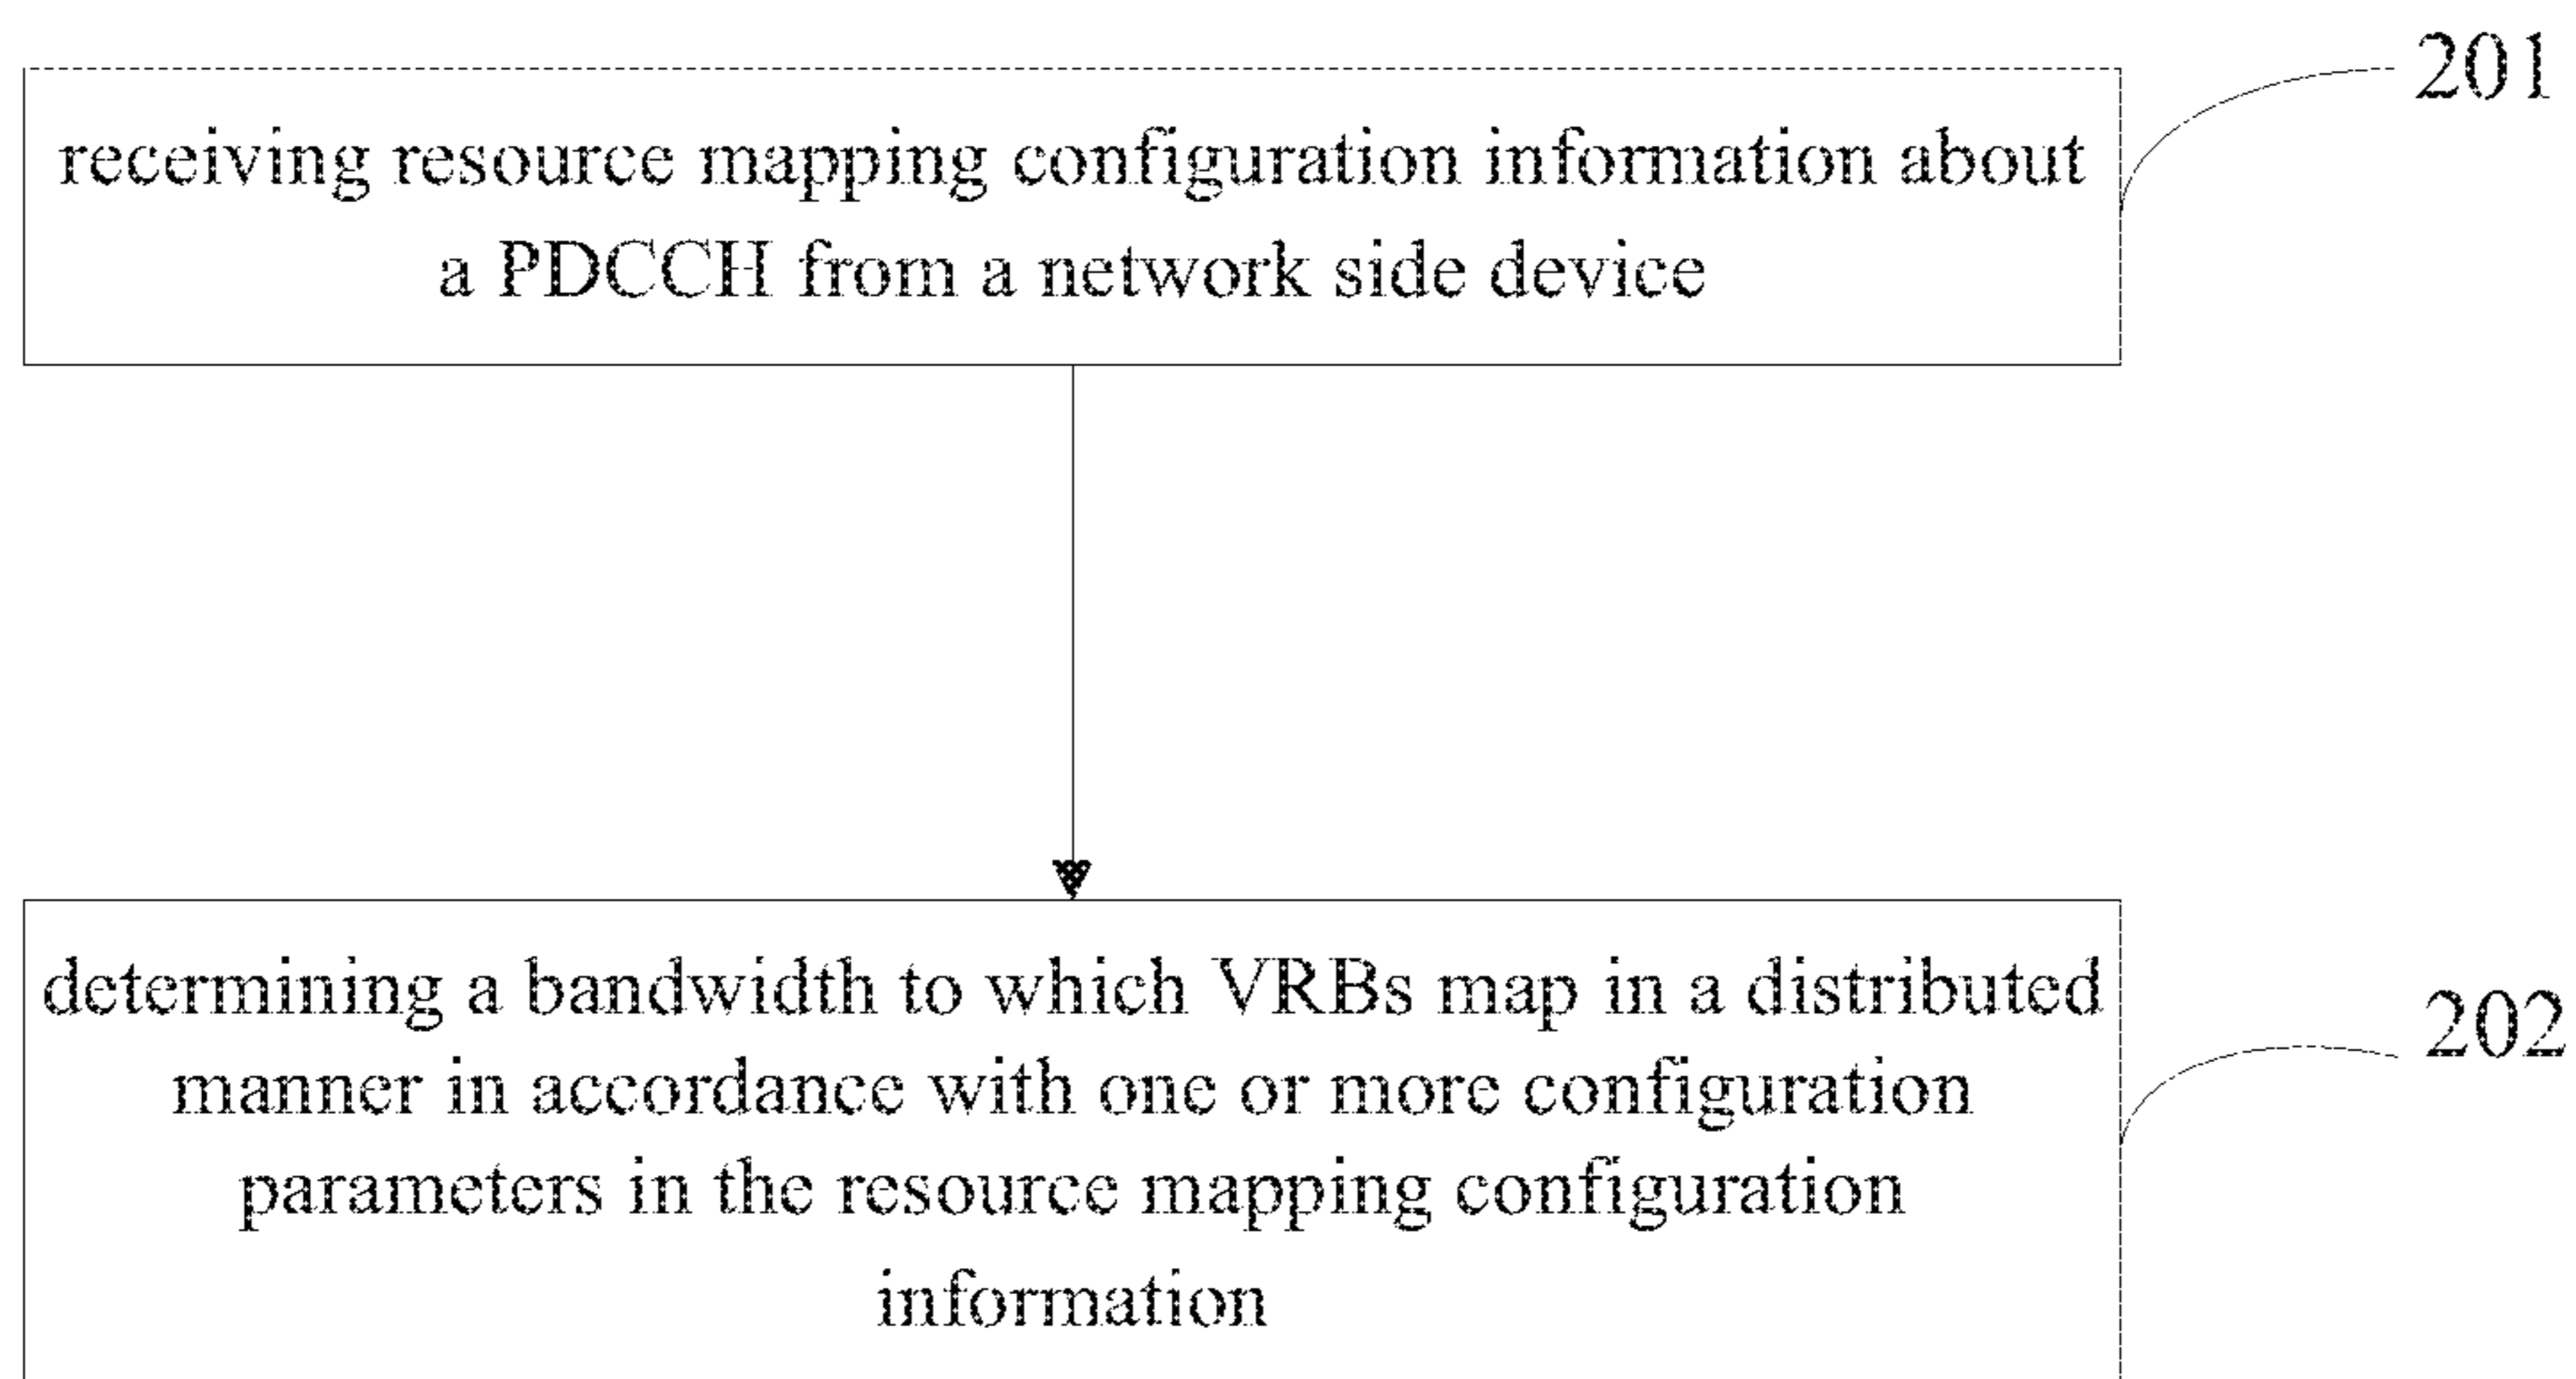 201
receiving resource mapping configuration information about
a PDCCH from a network side device
determining a bandwidth to which VRBs map in a distributed
manner in accordance with one or more configuration
parameters in the resource mapping configuration
information
202